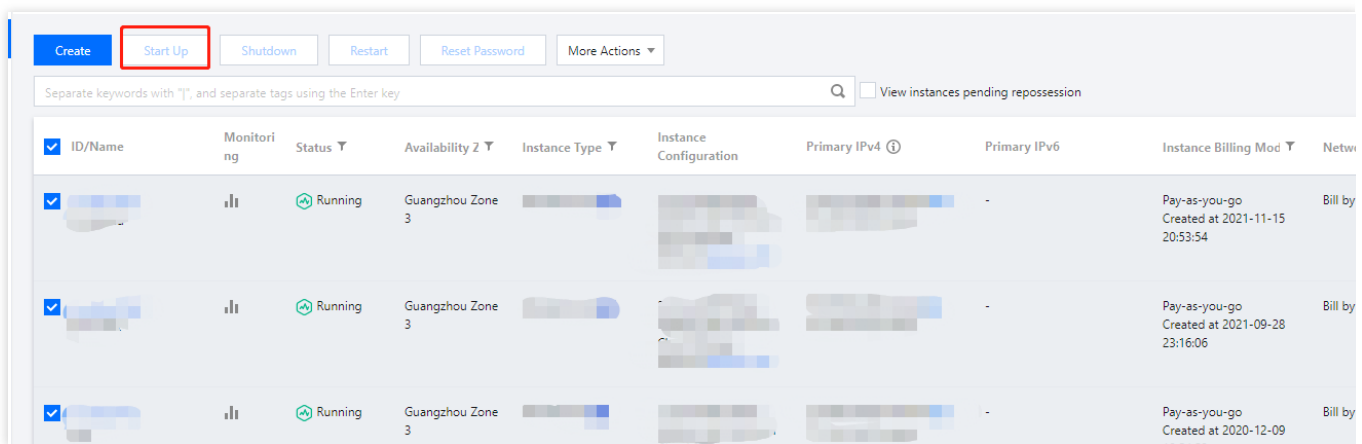 Create Start Up Shutdown Restart Reset Password More Actions
Separate keywords with "|", and separate tags using the Enter key View instances pending repossession
ID/Name Monitori Status Availability Z Instance Type Instance Primary IPv4 Primary IPv6 Instance Billing Mod Netwo
ng Configuration
Running Guangzhou Zone - Pay-as-you-go Bill by
3 Created at 2021-11-15
20:53:54
Running Guangzhou Zone - Pay-as-you-go Bill by
3 Created at 2021-09-28
23:16:06
Running Guangzhou Zone - Pay-as-you-go Bill by
3 Created at 2020-12-09